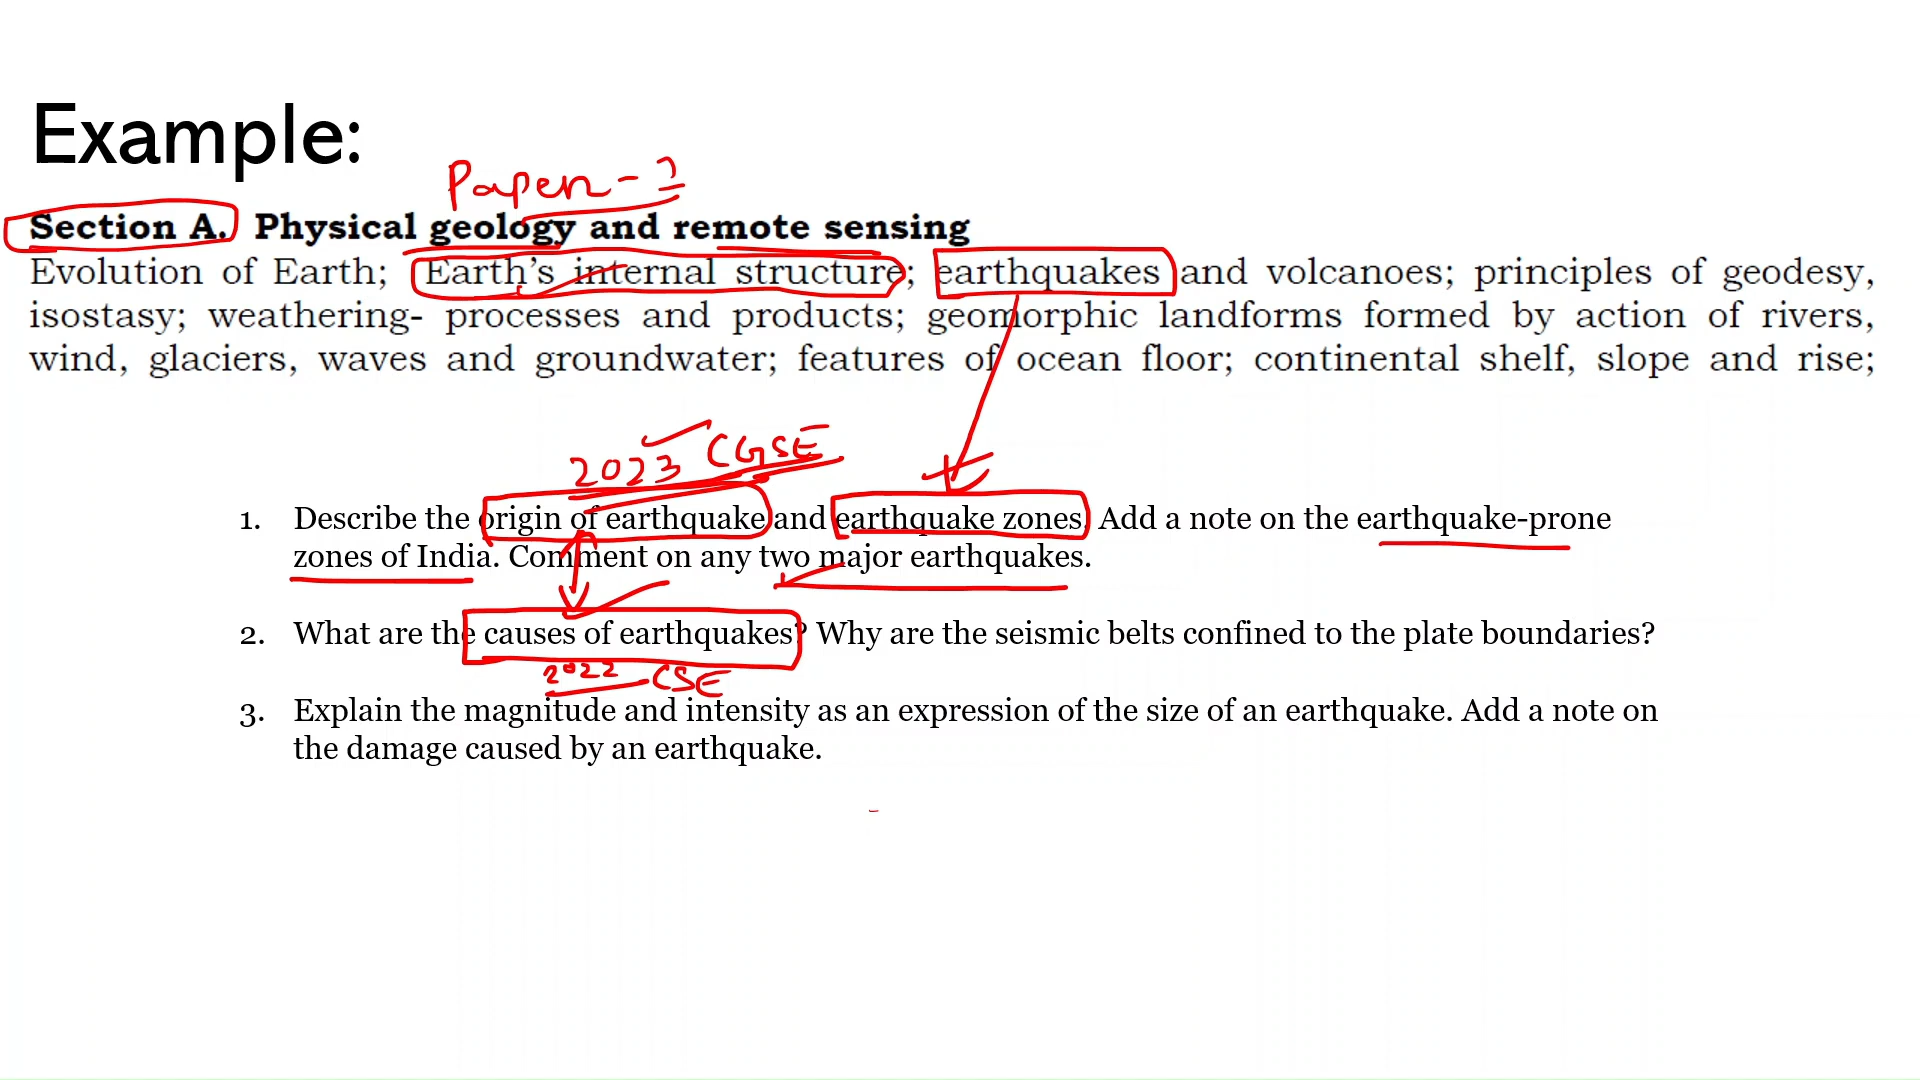 Example:
Paper -
Section A. Physical geology and remote sensing
Evolution of Earth; Earth's internal structure; earthquakes and volcanoes; principles of geodesy,
isostasy; weathering- processes and products; geomorphic landforms formed by action of rivers,
wind, glaciers, waves and groundwater; features of ocean floor; continental shelf, slope and rise;
2023 CGSE
1. Describe the origin of earthquake and earthquake zones. Add a note on the earthquake-prone
zones of India. Comment on any two major earthquakes.
2. What are the causes of earthquakes? Why are the seismic belts confined to the plate boundaries?
2022 CSE
3. Explain the magnitude and intensity as an expression of the size of an earthquake. Add a note on
the damage caused by an earthquake.